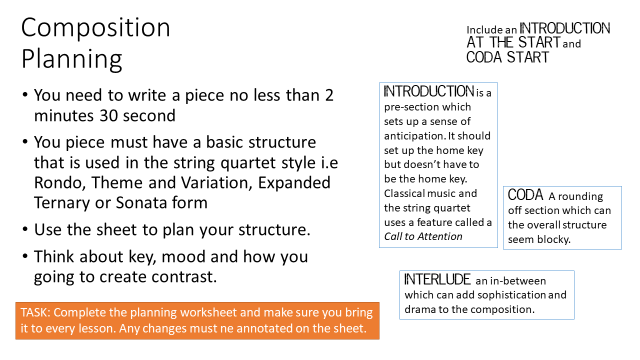 Composition
Planning
• You need to write a piece no less than 2
minutes 30 second
• You piece must have a basic structure
that is used in the string quartet style i.e
Rondo, Theme and Variation, Expanded
Ternary or Sonata form
• Use the sheet to plan your structure.
• Think about key, mood and how you
going to create contrast.
TASK: Complete the planning worksheet and make sure you bring
it to every lesson. Any changes must ne annotated on the sheet.
Include an INTRODUCTION
AT THE START and
CODA START
INTRODUCTION is a
pre-section which
sets up a sense of
anticipation. It should
set up the home key
but doesn't have to
be the home key.
Classical music and
the string quartet
uses a feature called a
Call to Attention
CODA A rounding
off section which can
the overall structure
seem blocky.
INTERLUDE an in-between
which can add sophistication and
drama to the composition.